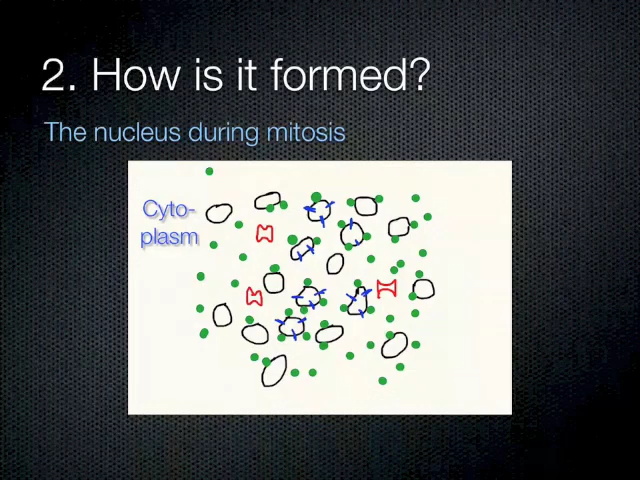 2. How is it formed?
The nucleus during mitosis
Cyto-
plasm